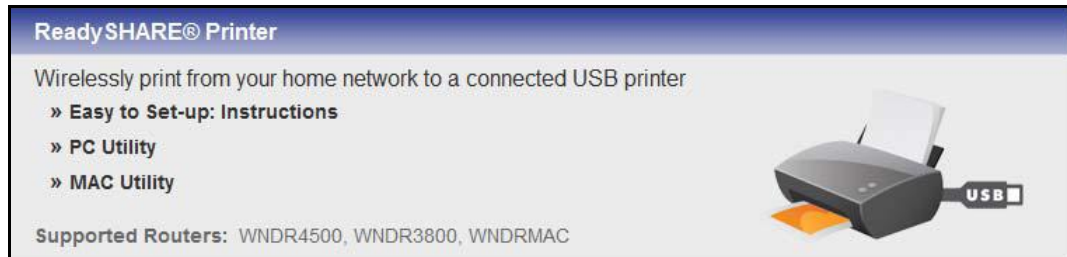 ReadySHARE® Printer
Wirelessly print from your home network to a connected USB printer
» Easy to Set-up: Instructions
» PC Utility
» MAC Utility
USB
Supported Routers: WNDR4500, WNDR3800, WNDRMAC